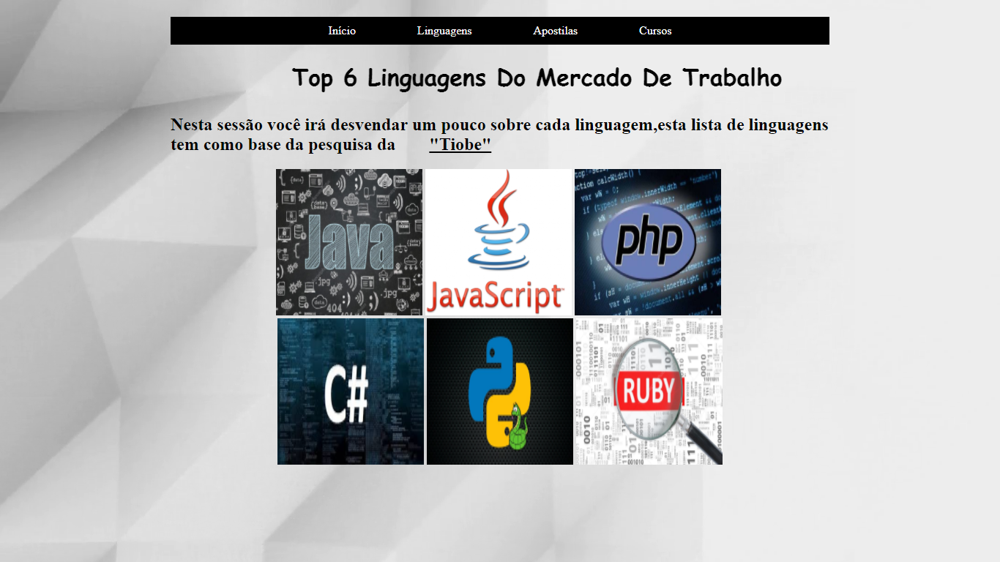 Início Linguagens Apostilas Cursos
Top 6 Linguagens Do Mercado De Trabalho
Nesta sessão você irá desvendar um pouco sobre cada linguagem,esta lista de linguagens
tem como base da pesquisa da "Tiobe"
Java
JavaScript
php
C#
RUBY